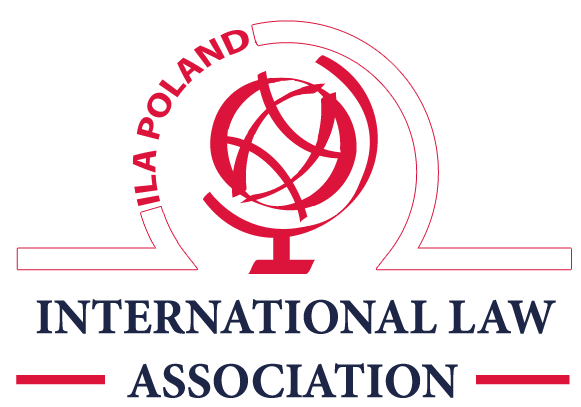 ILA POLAND
INTERNATIONAL LAW
ASSOCIATION